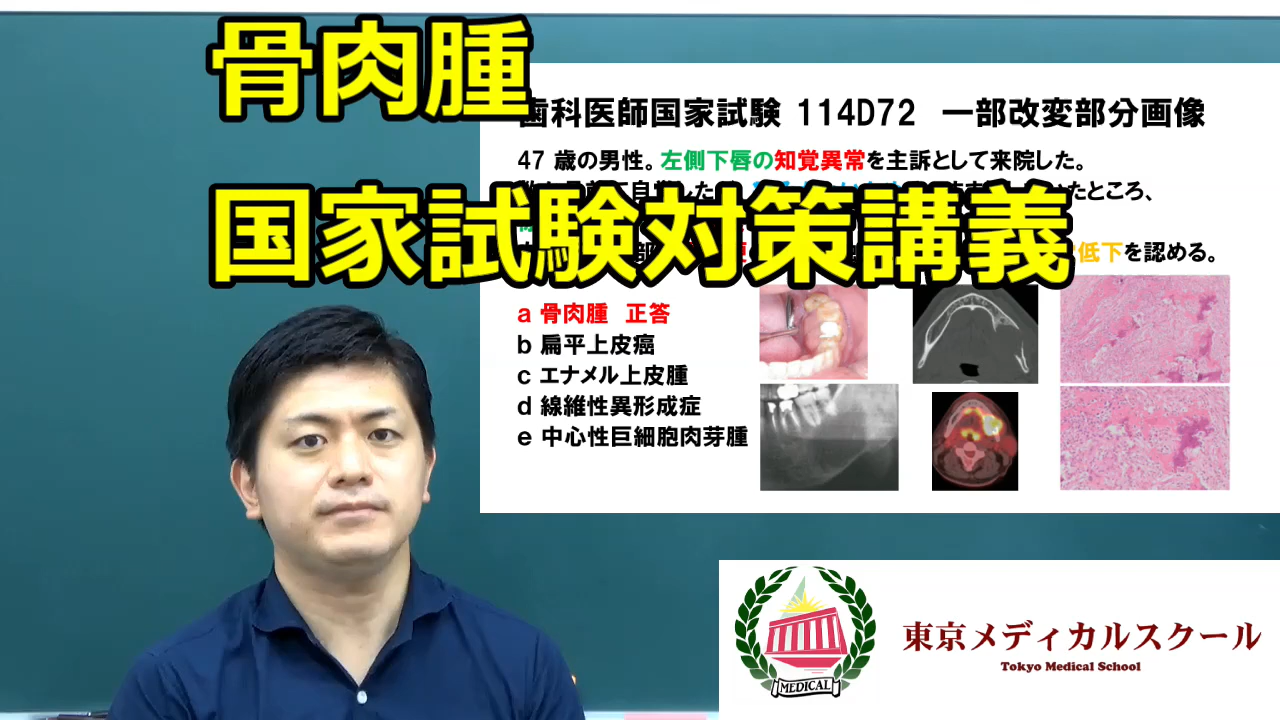 骨肉腫
国家試験対策講義
歯科医師国家試験 114D72 一部改変部分画像
47 歳の男性。左側下唇の知覚異常を主訴として来院した。
たところ、
低下を認める。
a 骨肉腫 正答
b 扁平上皮癌
c エナメル上皮腫
d 線維性異形成症
e 中心性巨細胞肉芽腫
MEDICAL
東京メディカルスクール
Tokyo Medical School